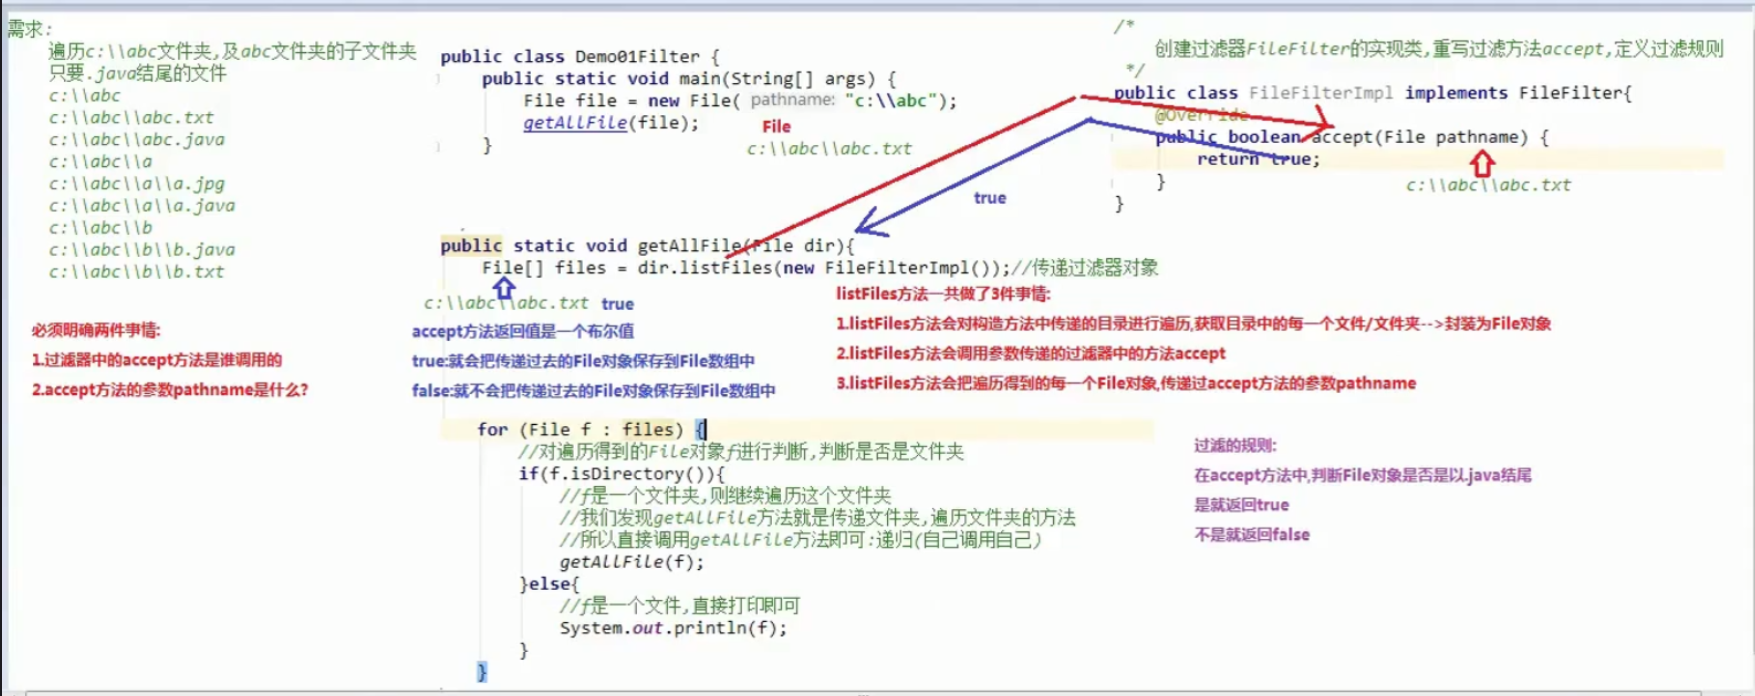 需求:
遍历c:\\abc文件夹,及abc文件夹的子文件夹
只要.java结尾的文件
c:\\abc
c:\\abc\\abc.txt
c:\\abc\\abc.java
c:\\abc\\a
c:\\abc\\a\\a.jpg
c:\\abc\\a\\a.java
c:\\abc\\b
c:\\abc\\b\\b.java
c:\\abc\\b\\b.txt
必须明确两件事情:
1.过滤器中的accept方法是谁调用的
2.accept方法的参数pathname是什么?
public class Demo01Filter {
public static void main(String[] args) {
File file = new File( pathname: "c:\\abc");
getAllFile(file);
File
c:\\abc\\abc.txt
}
/*
创建过滤器FileFilter的实现类,重写过滤方法accept,定义过滤规则
*/
public class FileFilterImpl implements FileFilter{
@Override
public boolean accept(File pathname) {
return true;
c:\\abc\\abc.txt
}
}
true
public static void getAllFile(File dir){
File[] files = dir.listFiles(new FileFilterImpl());//传递过滤器对象
c:\\abc\\abc.txt true
accept方法返回值是一个布尔值
true:就会把传递过去的File对象保存到File数组中
false:就不会把传递过去的File对象保存到File数组中
listFiles方法一共做了3件事情:
1.listFiles方法会对构造方法中传递的目录进行遍历,获取目录中的每一个文件/文件夹-->封装为File对象
2.listFiles方法会调用参数传递的过滤器中的方法accept
3.listFiles方法会把遍历得到的每一个File对象,传递过accept方法的参数pathname
for (File f : files) {
//对遍历得到的File对象f进行判断,判断是否是文件夹
if(f.isDirectory()){
//f是一个文件夹,则继续遍历这个文件夹
//我们发现getAllFile方法就是传递文件夹,遍历文件夹的方法
//所以直接调用getAllFile方法即可:递归(自己调用自己)
getAllFile(f);
}else{
//f是一个文件,直接打印即可
System.out.println(f);
}
}
过滤的规则:
在accept方法中,判断File对象是否是以.java结尾
是就返回true
不是就返回false